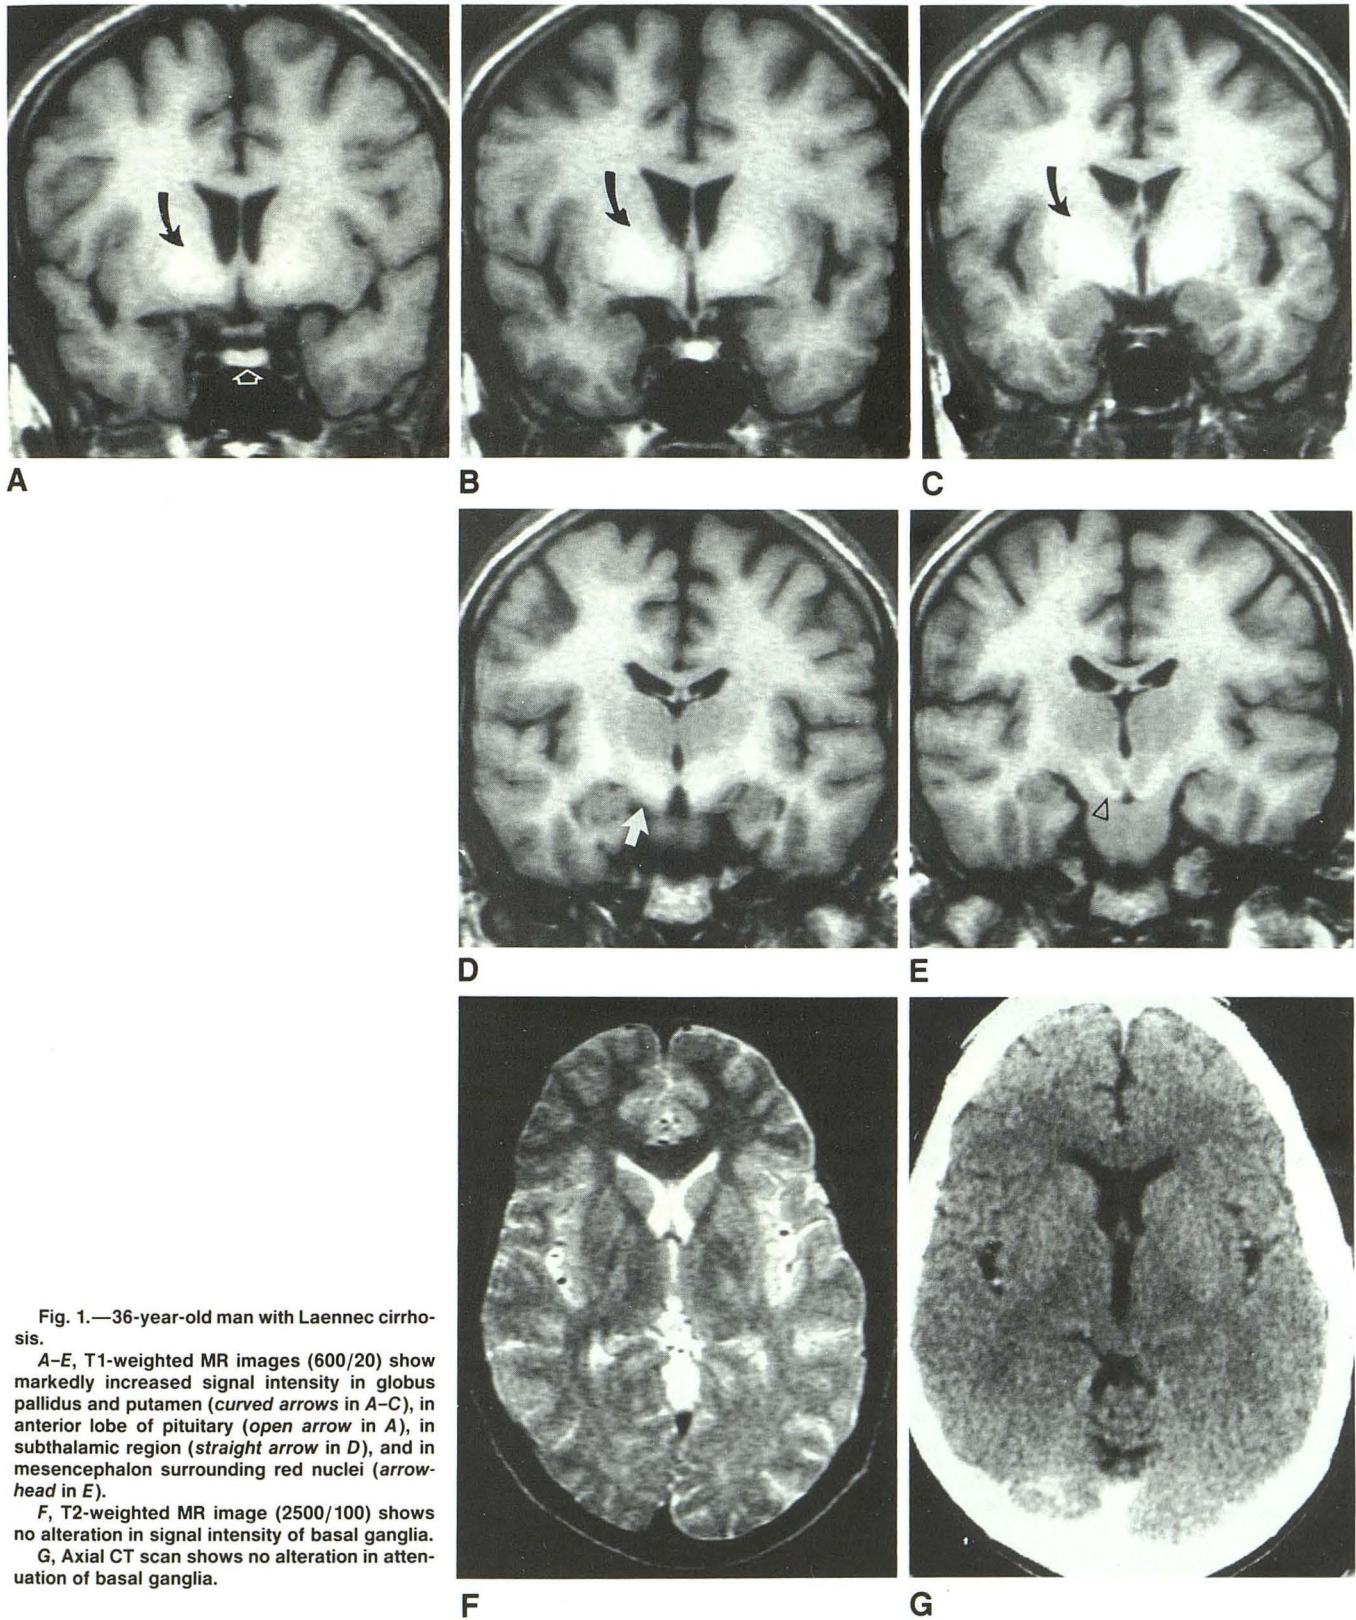 A
B
C
D
E
Fig. 1.—36-year-old man with Laennec cirrho-
sis.
A–E, T1-weighted MR images (600/20) show
markedly increased signal intensity in globus
pallidus and putamen (curved arrows in A–C), in
anterior lobe of pituitary (open arrow in A), in
subthalamic region (straight arrow in D), and in
mesencephalon surrounding red nuclei (arrow-
head in E).
F, T2-weighted MR image (2500/100) shows
no alteration in signal intensity of basal ganglia.
G, Axial CT scan shows no alteration in atten-
uation of basal ganglia.
F
G